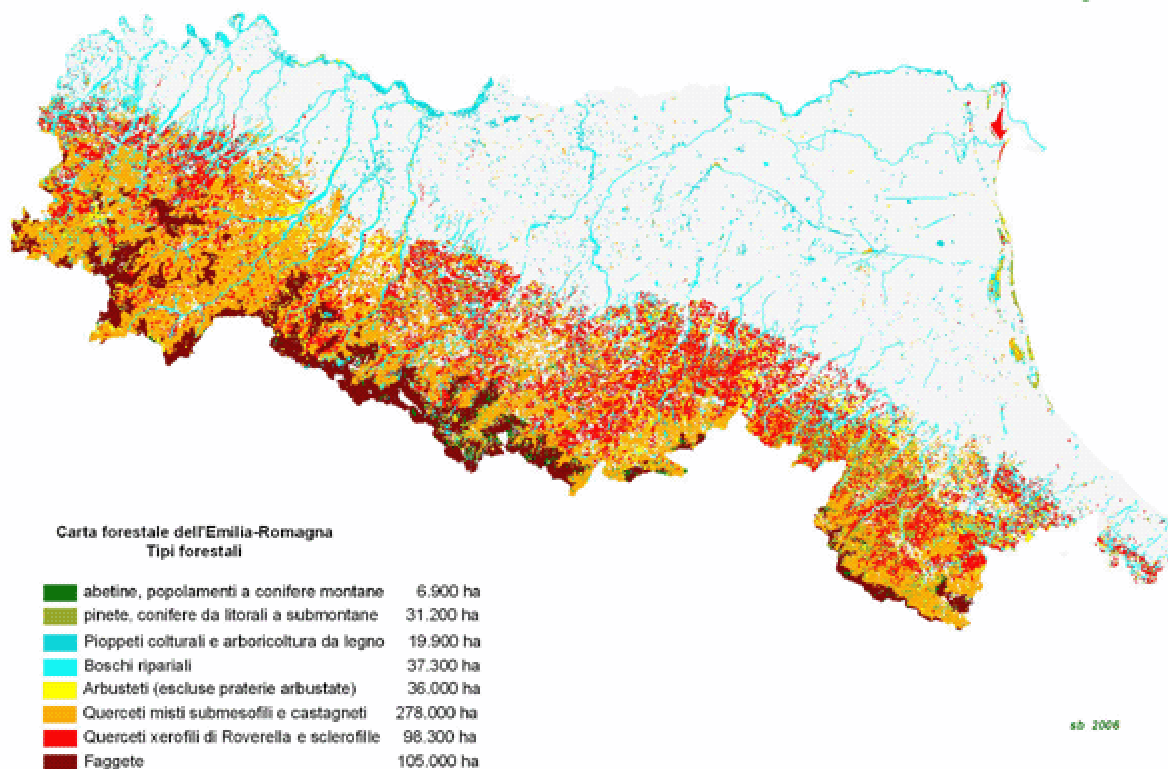 Carta forestale dell'Emilia-Romagna
Tipi forestali
abetine, popolamenti a conifere montane 6.900 ha
pinete, conifere da litorali a submontane 31.200 ha
Pioppeti colturali e arboricoltura da legno 19.900 ha
Boschi ripariali 37.300 ha
Arbusteti (escluse praterie arbustate) 36.000 ha
Querceti misti submesofili e castagneti 278.000 ha
Querceti xerofili di Roverella e sclerofille 98.300 ha
Faggete 105.000 ha
sb 2006